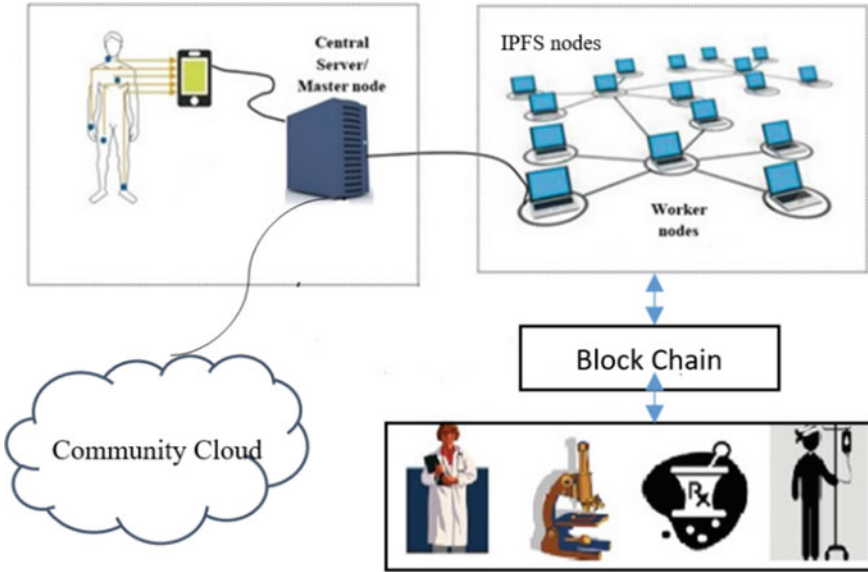 Central
Server/
Master node
IPFS nodes
Worker
nodes
Block Chain
Community Cloud
Rx